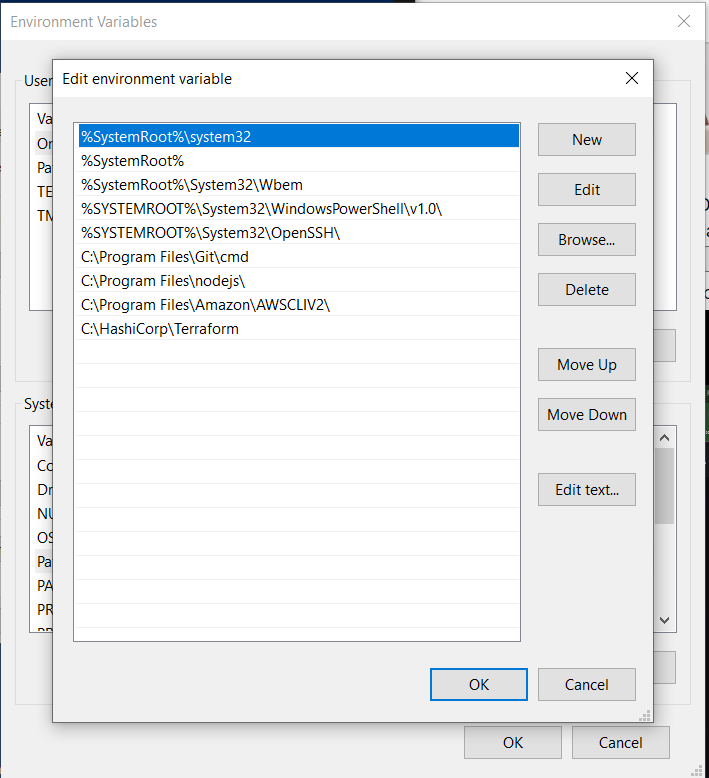 Environment Variables
User
Edit environment variable
%SystemRoot%\system32
%SystemRoot%
%SystemRoot%\System32\Wbem
%SYSTEMROOT%\System32\WindowsPowerShell\v1.0\
%SYSTEMROOT%\System32\OpenSSH\
C:\Program Files\Git\cmd
C:\Program Files\nodejs\
C:\Program Files\Amazon\AWSCLIV2\
C:\HashiCorp\Terraform
New
Edit
Browse...
Delete
Move Up
Move Down
Edit text...
OK
Cancel
Va
On
Pa
TE
TM
Syste
Va
Co
Dr
NU
OS
Pa
PA
PR
OK
Cancel